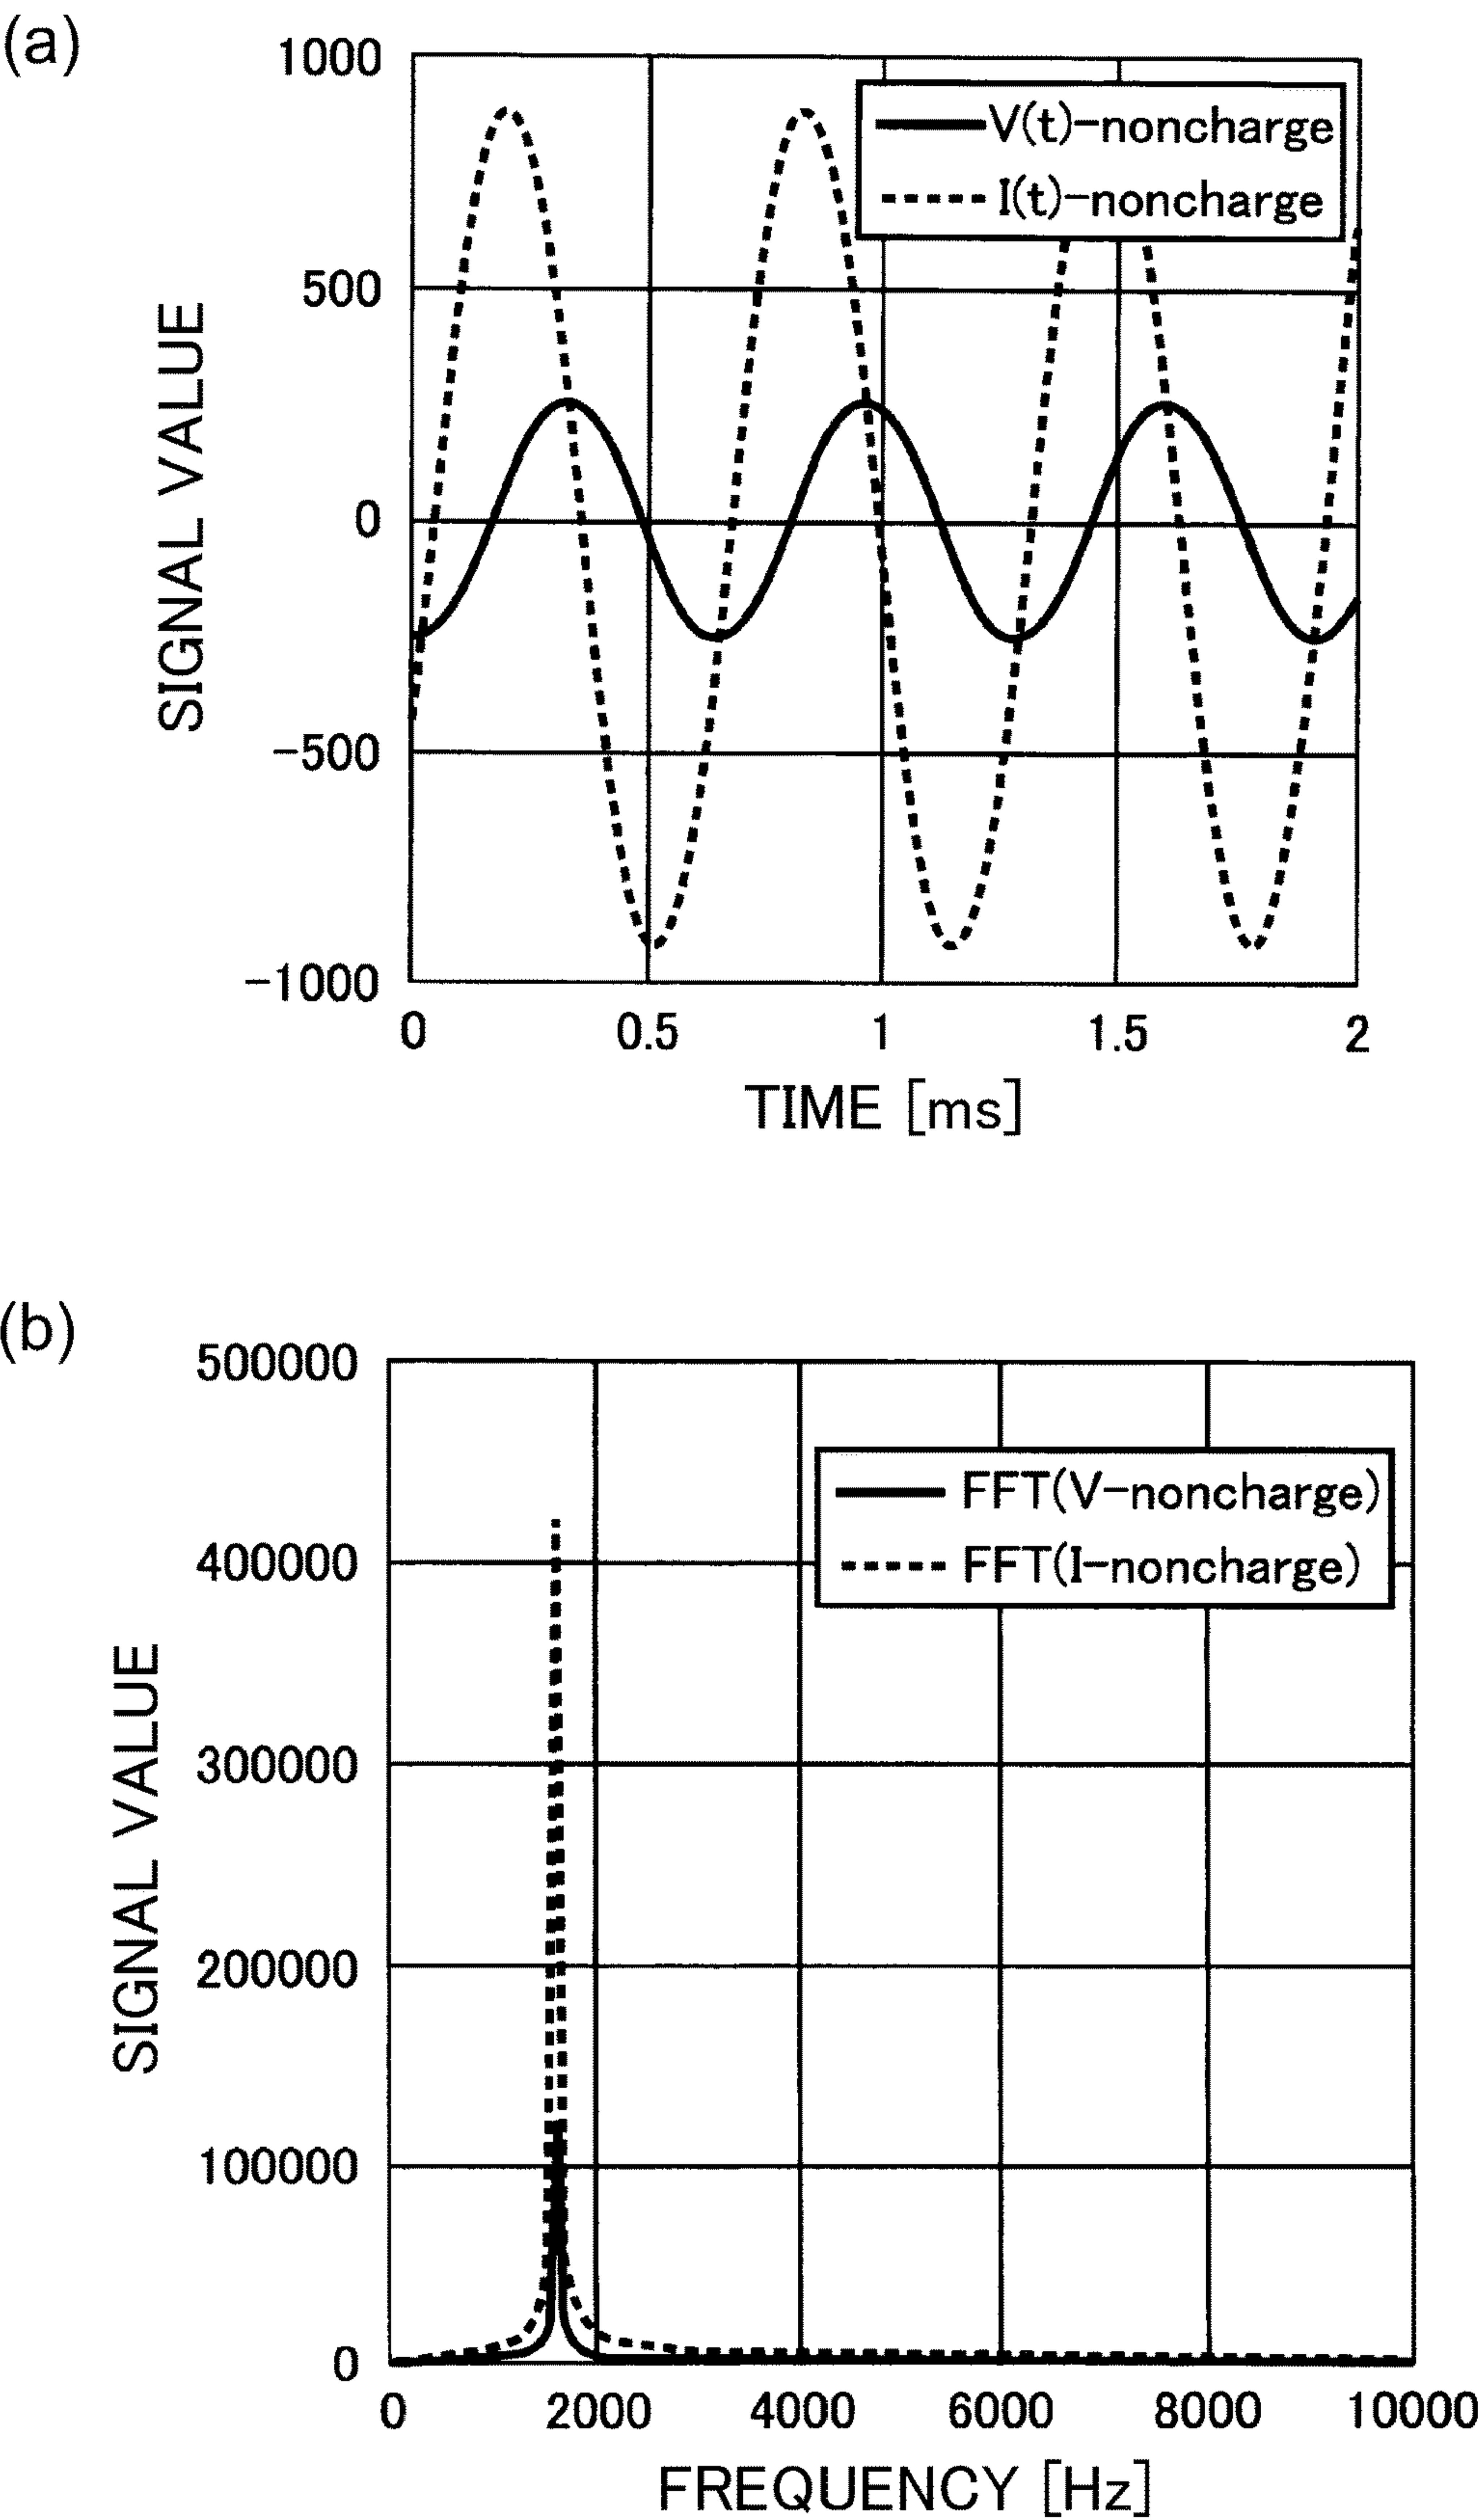 (a)
1000
V(t)-noncharge
I(t)-noncharge
500
0
-500
-1000
SIGNAL VALUE
0 0.5 1 1.5 2
TIME [ms]
(b)
500000
FFT(V-noncharge)
FFT(I-noncharge)
400000
300000
200000
100000
0
SIGNAL VALUE
0 2000 4000 6000 8000 10000
FREQUENCY [Hz]